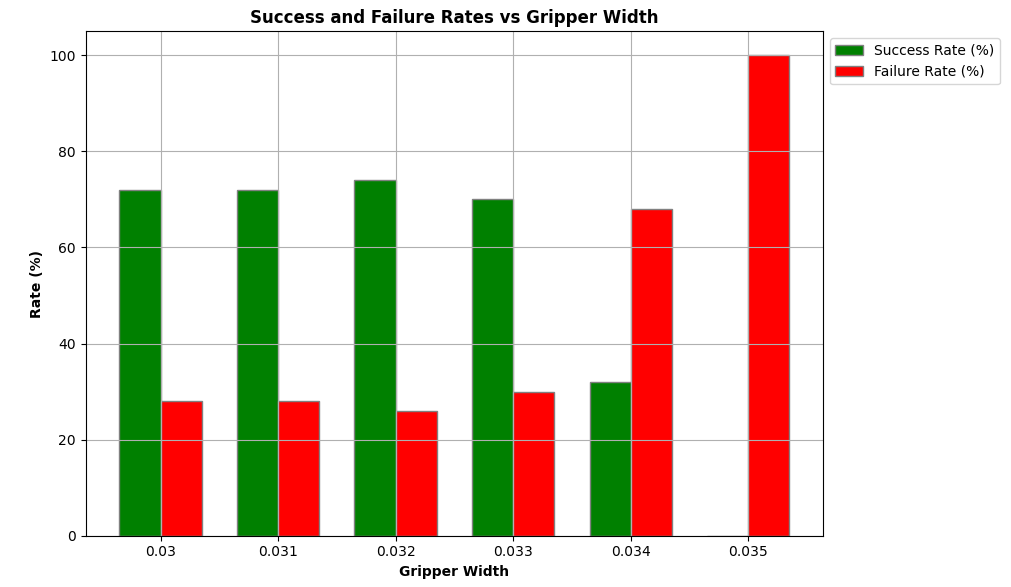 Success and Failure Rates vs Gripper Width
Success Rate (%)
Failure Rate (%)
Rate (%)
100
80
60
40
20
0
0.03 0.031 0.032 0.033 0.034 0.035
Gripper Width